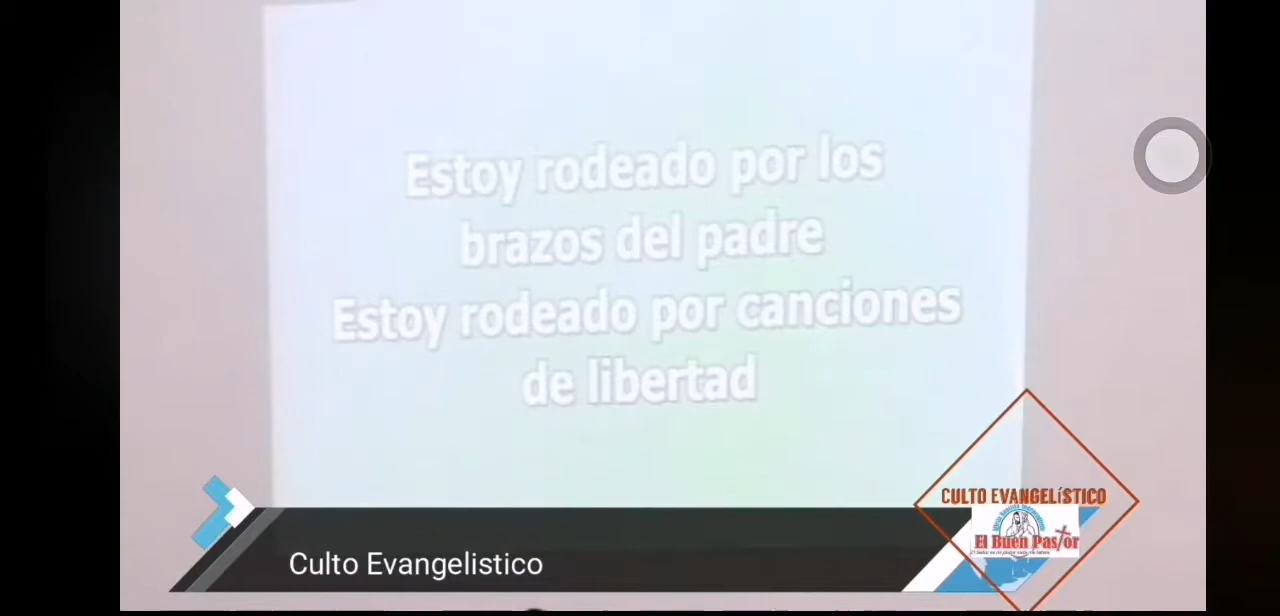 Estoy rodeado por los
brazos del padre
Estoy rodeado por canciones
de libertad
CULTO EVANGELÍSTICO
El Buen Pastor
Culto Evangelistico